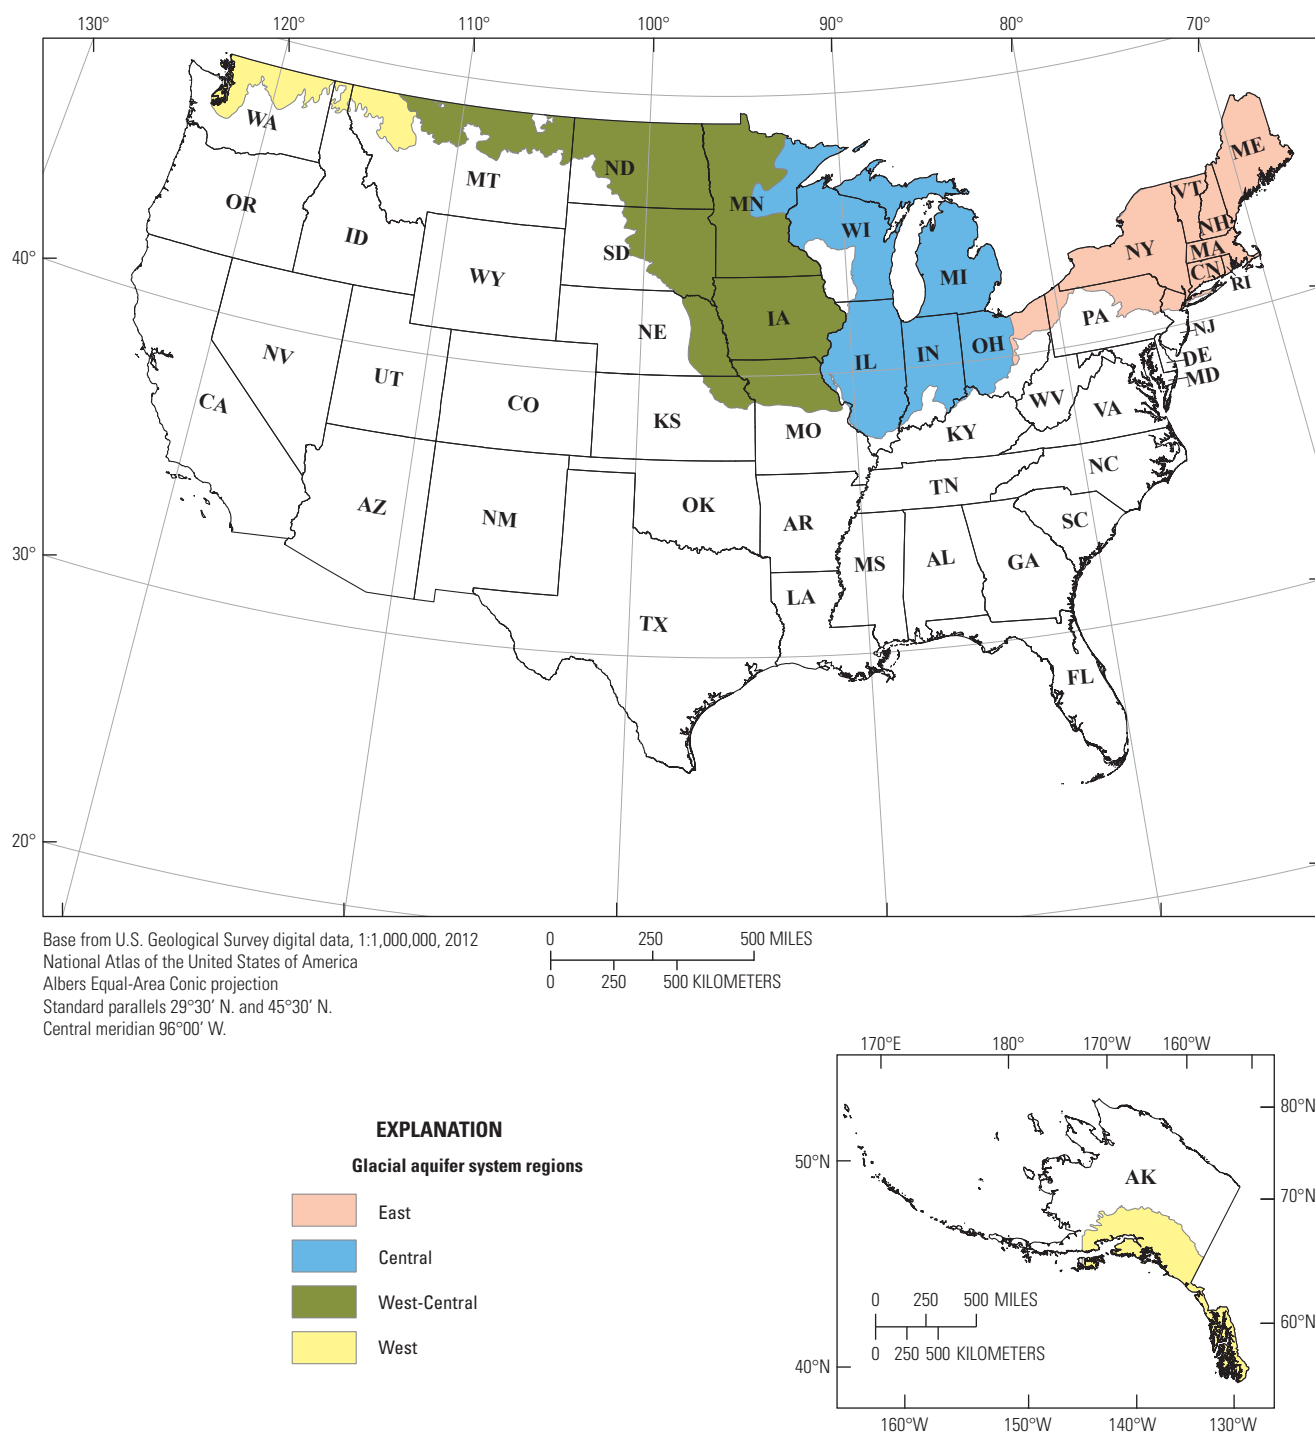 130° 120° 110° 100° 90° 80° 70°
WA
ME
MT
ND
MN
VT
NH
OR
ID
SD
WI
NY
MA
CN
RI
40°
WY
MI
NE
IA
PA
NJ
NV
UT
CO
IL
IN
OH
DE
MD
CA
KS
MO
WV
VA
KY
NC
TN
AZ
NM
OK
AR
SC
30°
MS
AL
GA
LA
TX
FL
20°
Base from U.S. Geological Survey digital data, 1:1,000,000, 2012
National Atlas of the United States of America
Albers Equal-Area Conic projection
Standard parallels 29°30′ N. and 45°30′ N.
Central meridian 96°00′ W.
0 250 500 MILES
0 250 500 KILOMETERS
EXPLANATION
Glacial aquifer system regions
East
Central
West-Central
West
170°E 180° 170°W 160°W
80°N
50°N
AK
70°N
0 250 500 MILES
60°N
0 250 500 KILOMETERS
40°N
160°W 150°W 140°W 130°W